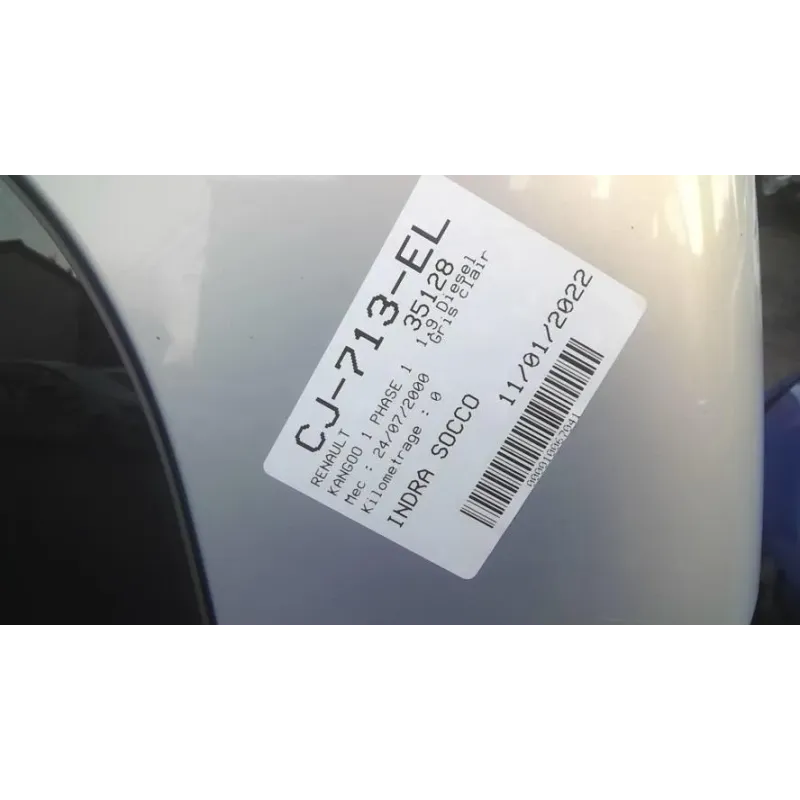 CJ-713-EL
RENAULT 35128
KANGOO 1 PHASE 1 1.9 Diesel
Mec : 24/07/2000 Gris clair
Kilometrage : 0
INDRA SOCCO 11/01/2022
0000010067041